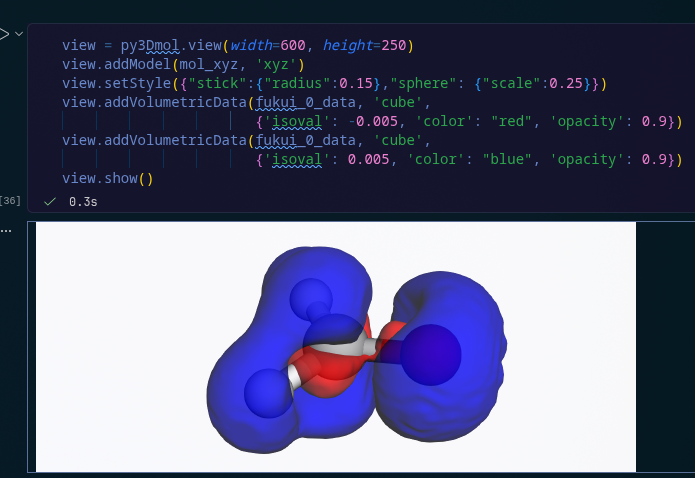 view = py3Dmol.view(width=600, height=250)
view.addModel(mol_xyz, 'xyz')
view.setStyle({"stick":{"radius":0.15},"sphere": {"scale":0.25}})
view.addVolumetricData(fukui_0_data, 'cube',
{'isoval': -0.005, 'color': "red", 'opacity': 0.9})
view.addVolumetricData(fukui_0_data, 'cube',
{'isoval': 0.005, 'color': "blue", 'opacity': 0.9})
view.show()
[36] 0.3s